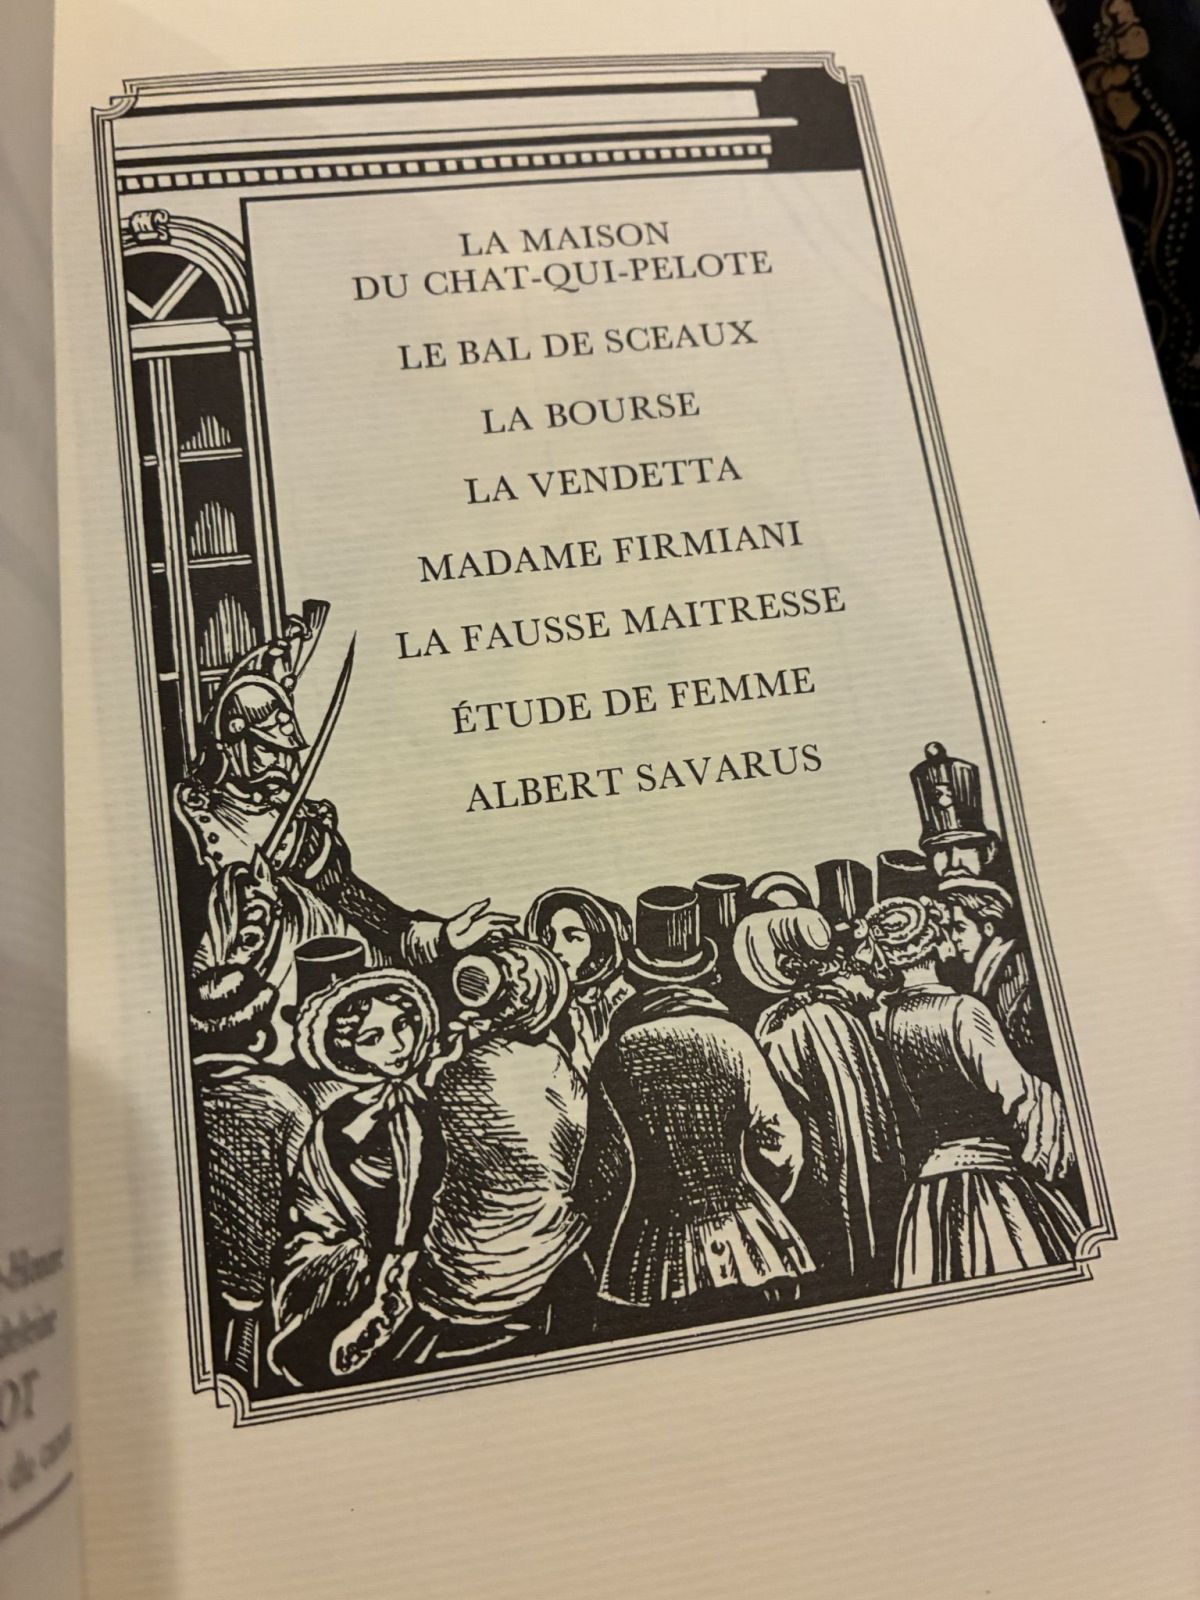 LA MAISON
DU CHAT-QUI-PELOTE
LE BAL DE SCEAUX
LA BOURSE
LA VENDETTA
MADAME FIRMIANI
LA FAUSSE MAITRESSE
ÉTUDE DE FEMME
ALBERT SAVARUS